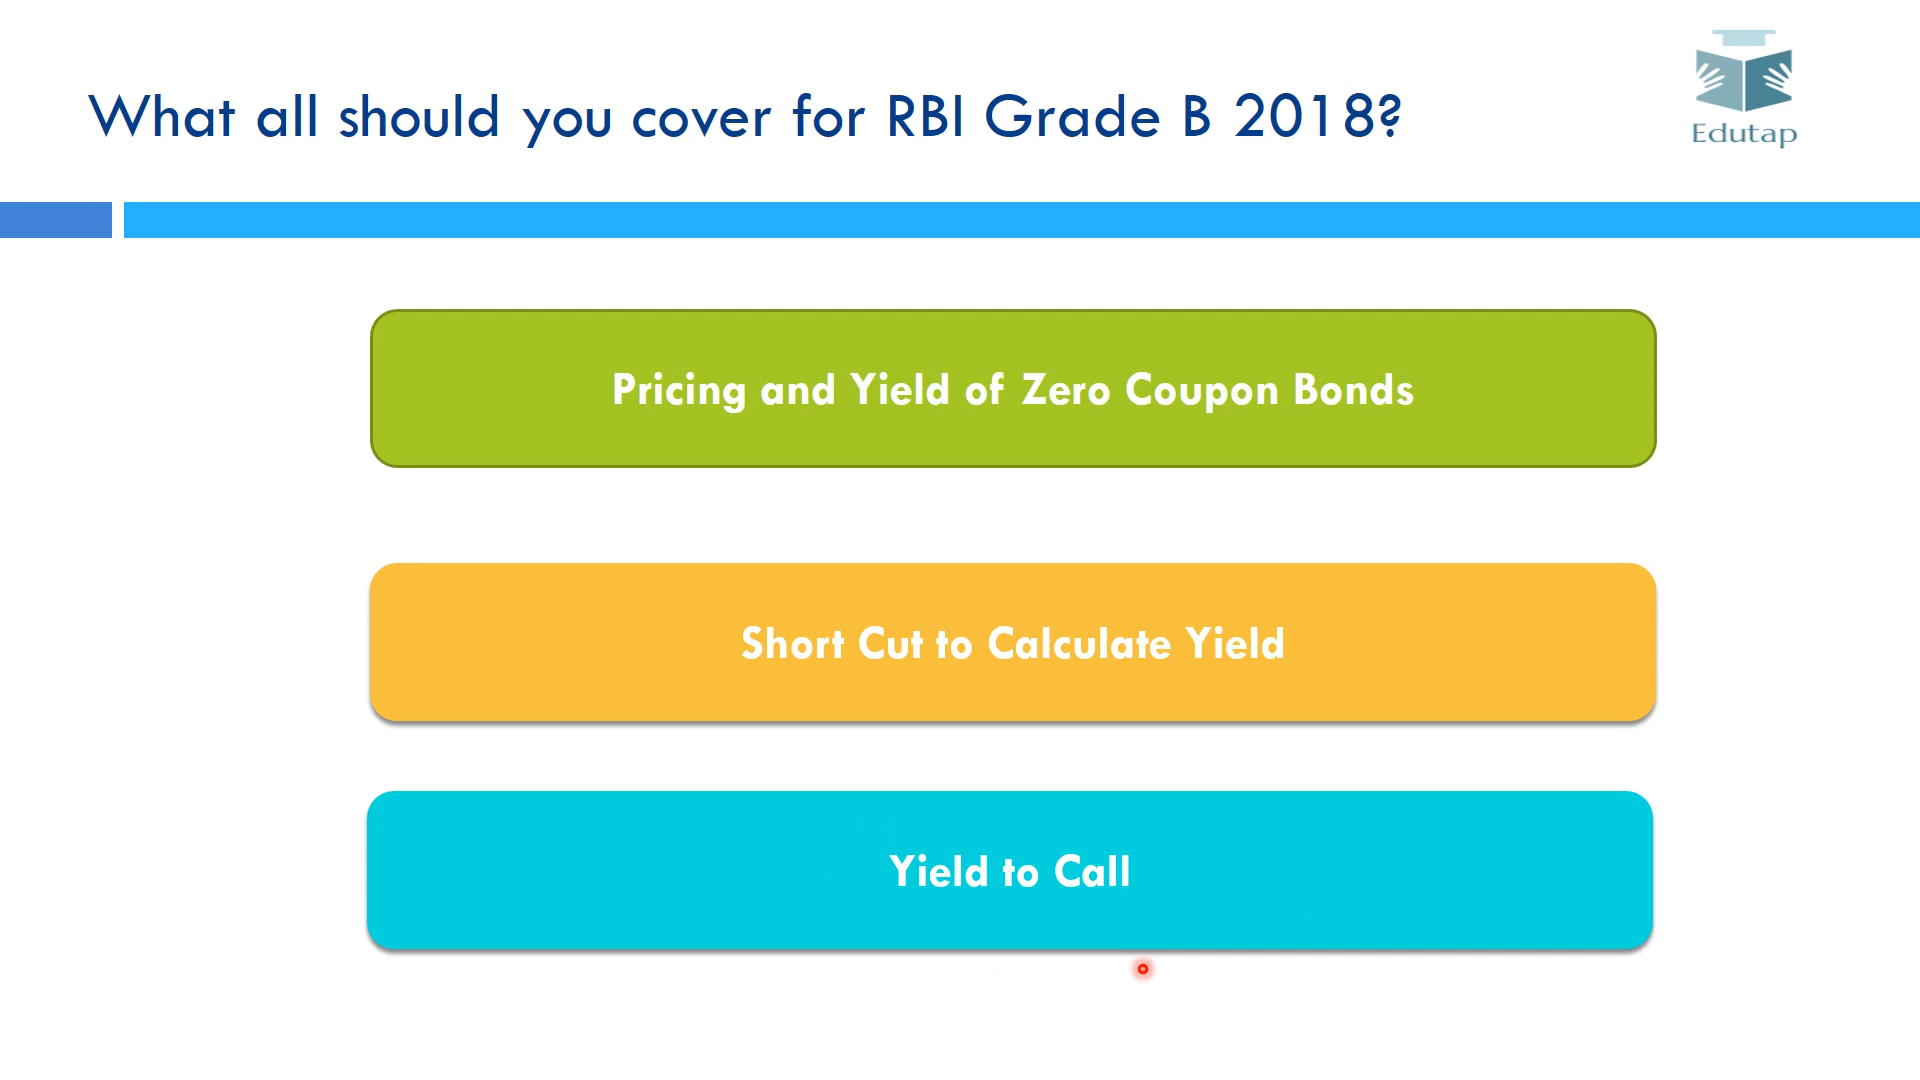 What all should you cover for RBI Grade B 2018?
Edutap
Pricing and Yield of Zero Coupon Bonds
Short Cut to Calculate Yield
Yield to Call